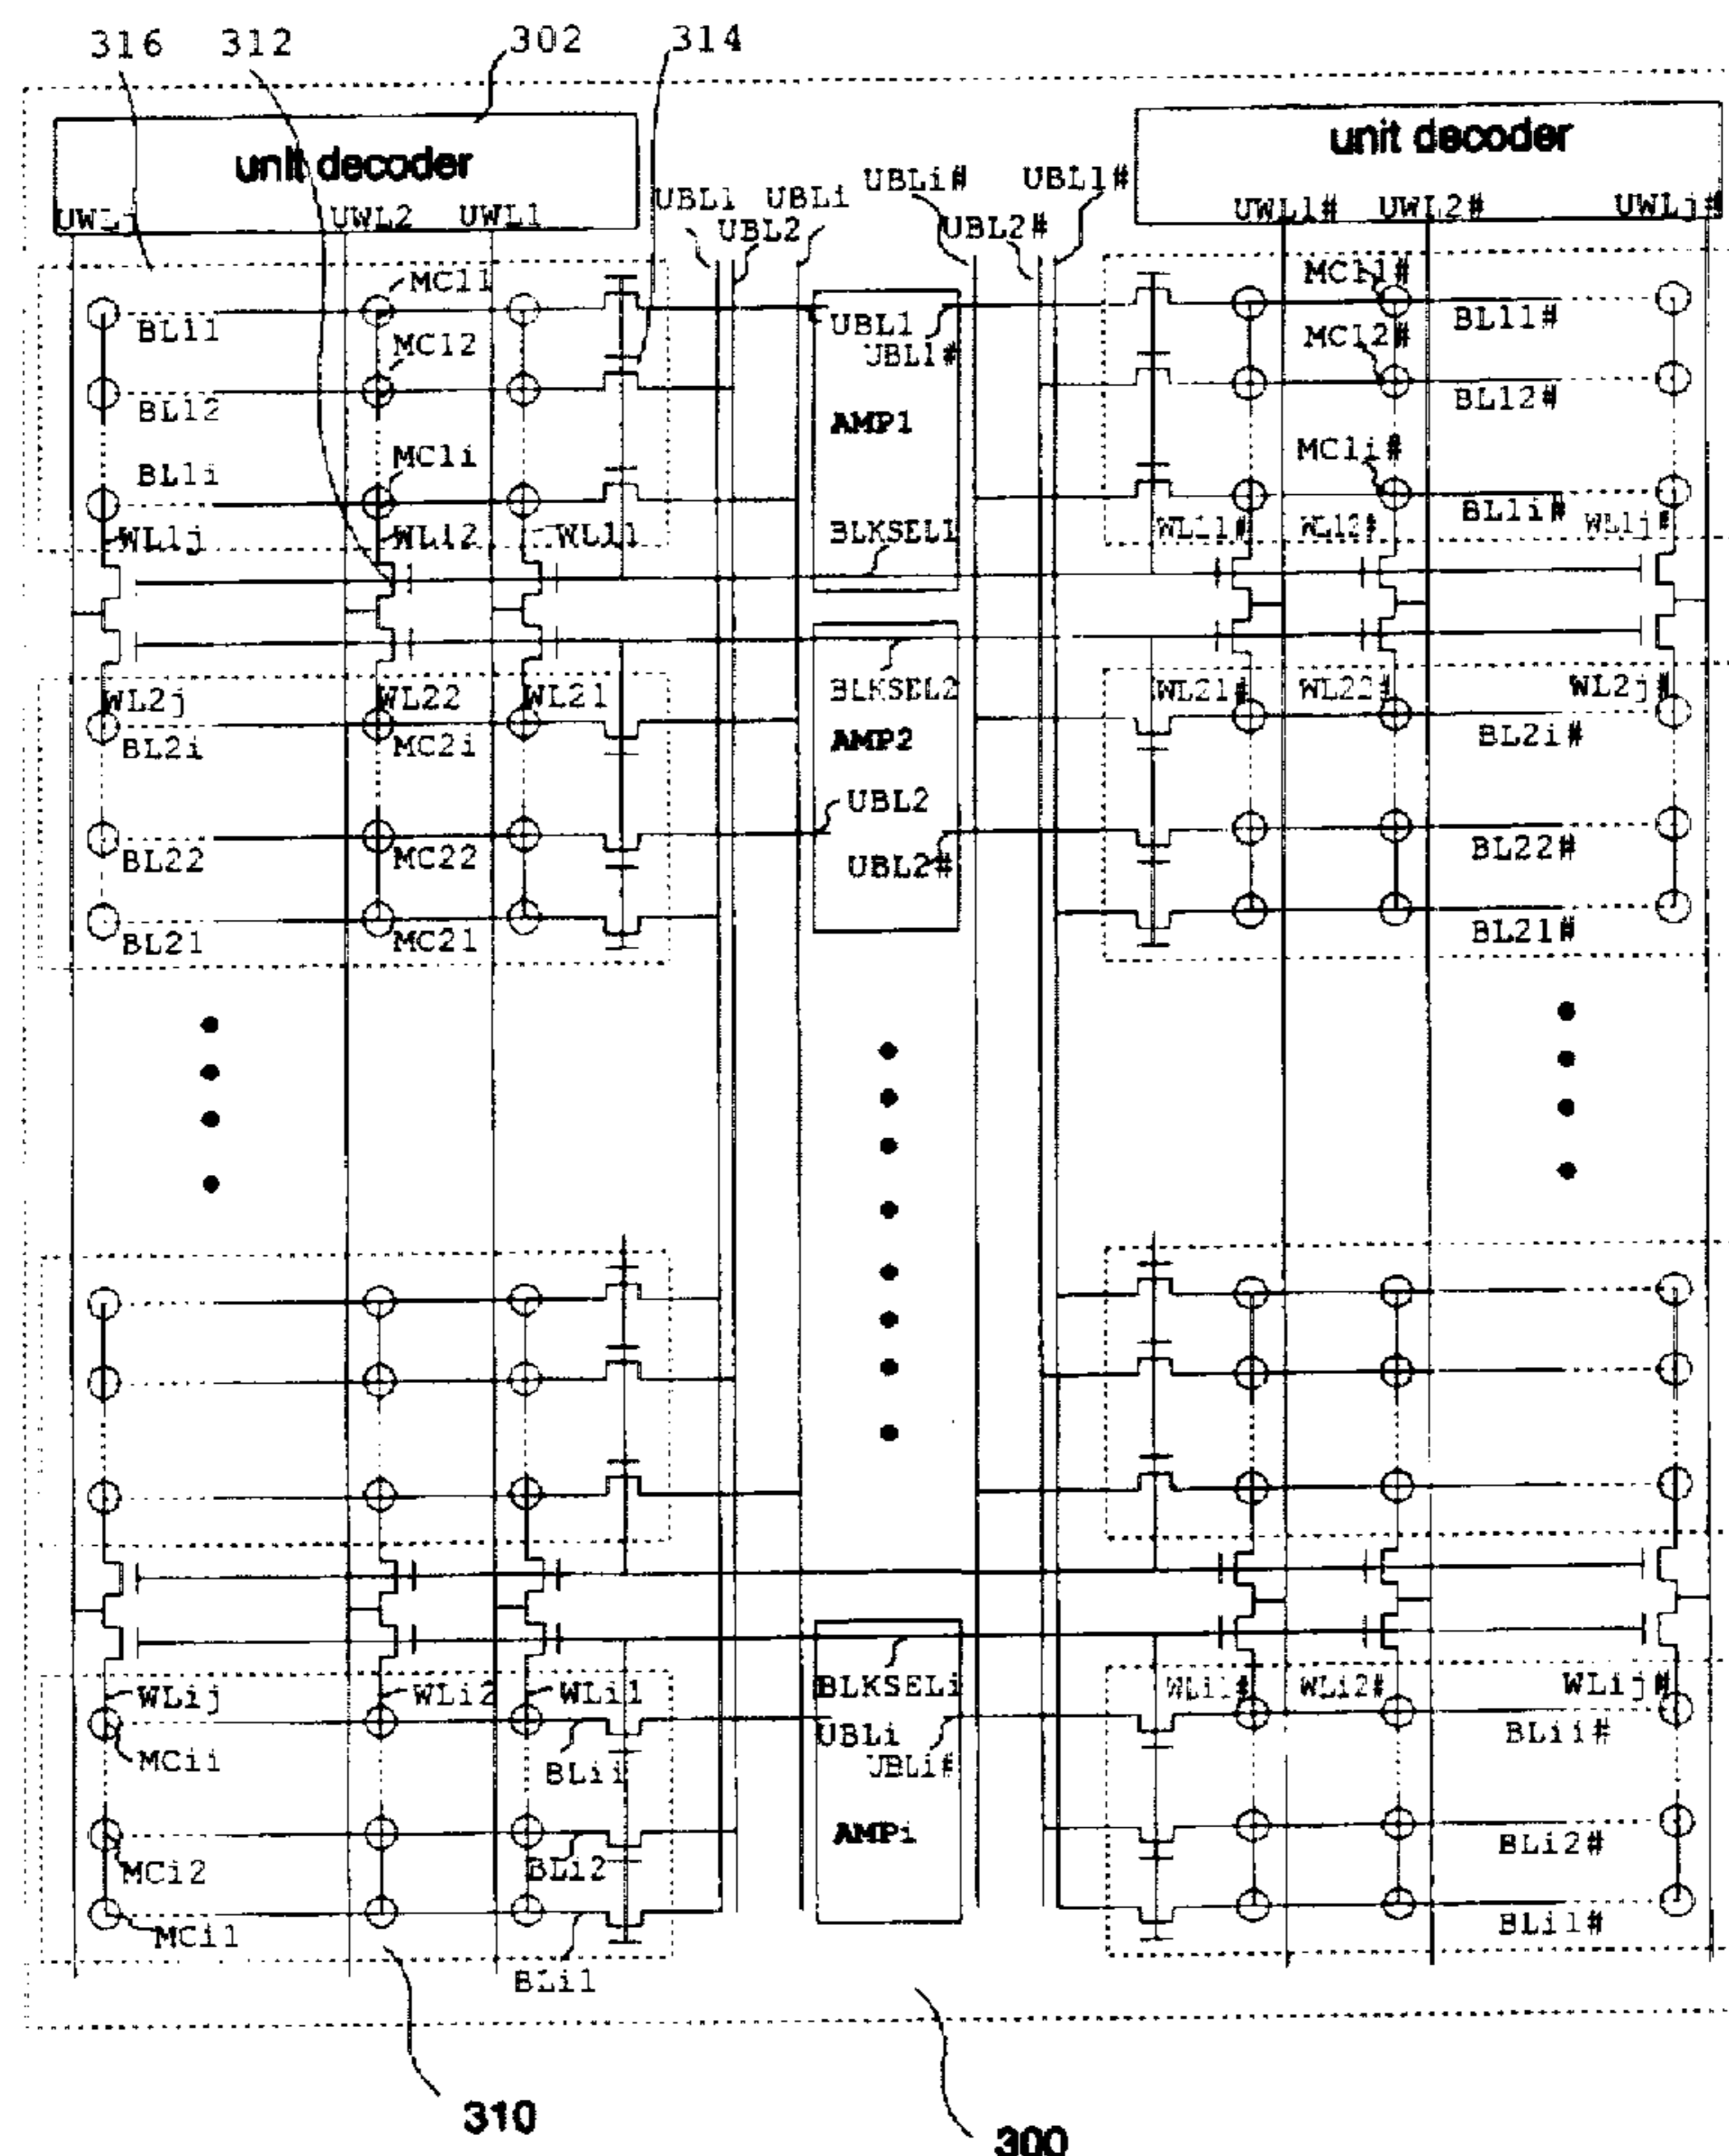 316 312 302 314
unit decoder unit decoder
UBLi# UBL1#
UBL1 UBLi
UWLj UWL2 UWL1 UBL2 UBL2# UWL1# UWL2# UWLj#
MC11 MC11#
BL11 UBL1 BL11#
MC12 UBL1# MC12#
BL12 AMP1 BL12#
MC1i MC1i#
BL1i BL1i#
WL1j WL12 WL11 BLKSEL1 WL11# WL12# WL1j#
WL2j WL22 WL21 BLKSEL2 WL21# WL22# WL2j#
BL2i MC2i AMP2 BL2i#
UBL2
BL22 MC22 UBL2# BL22#
BL21 MC21 BL21#
WLij WLi2 WLi1 BLKSELi WLi1# WLi2# WLij#
MCii BLii UBLi UBLi# BLii#
AMPi
MCi2 BLi2 BLi2#
MCi1 BLi1 BLi1#
310 300